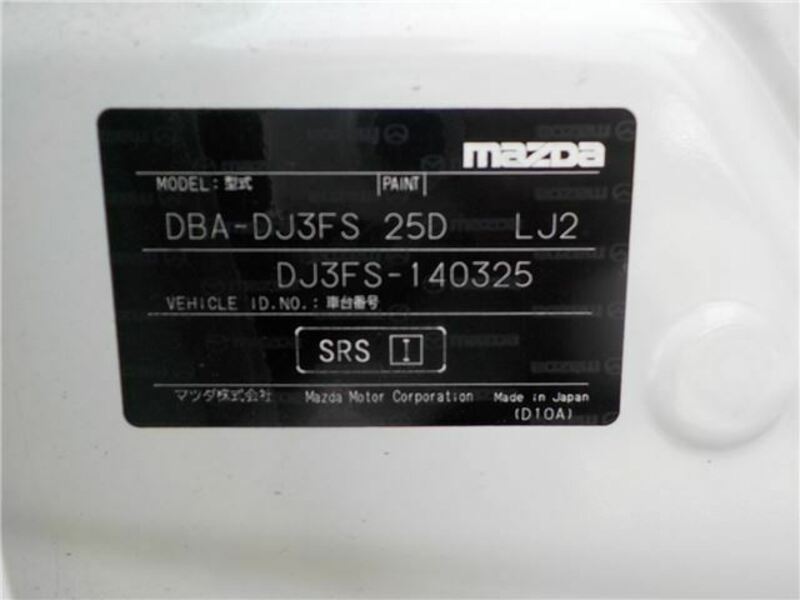 mazda
MODEL:型式 PAINT
DBA-DJ3FS 25D LJ2
DJ3FS-140325
VEHICLE ID.NO.:車台番号
SRS I
マツダ株式会社 Mazda Motor Corporation Made in Japan
(D10A)